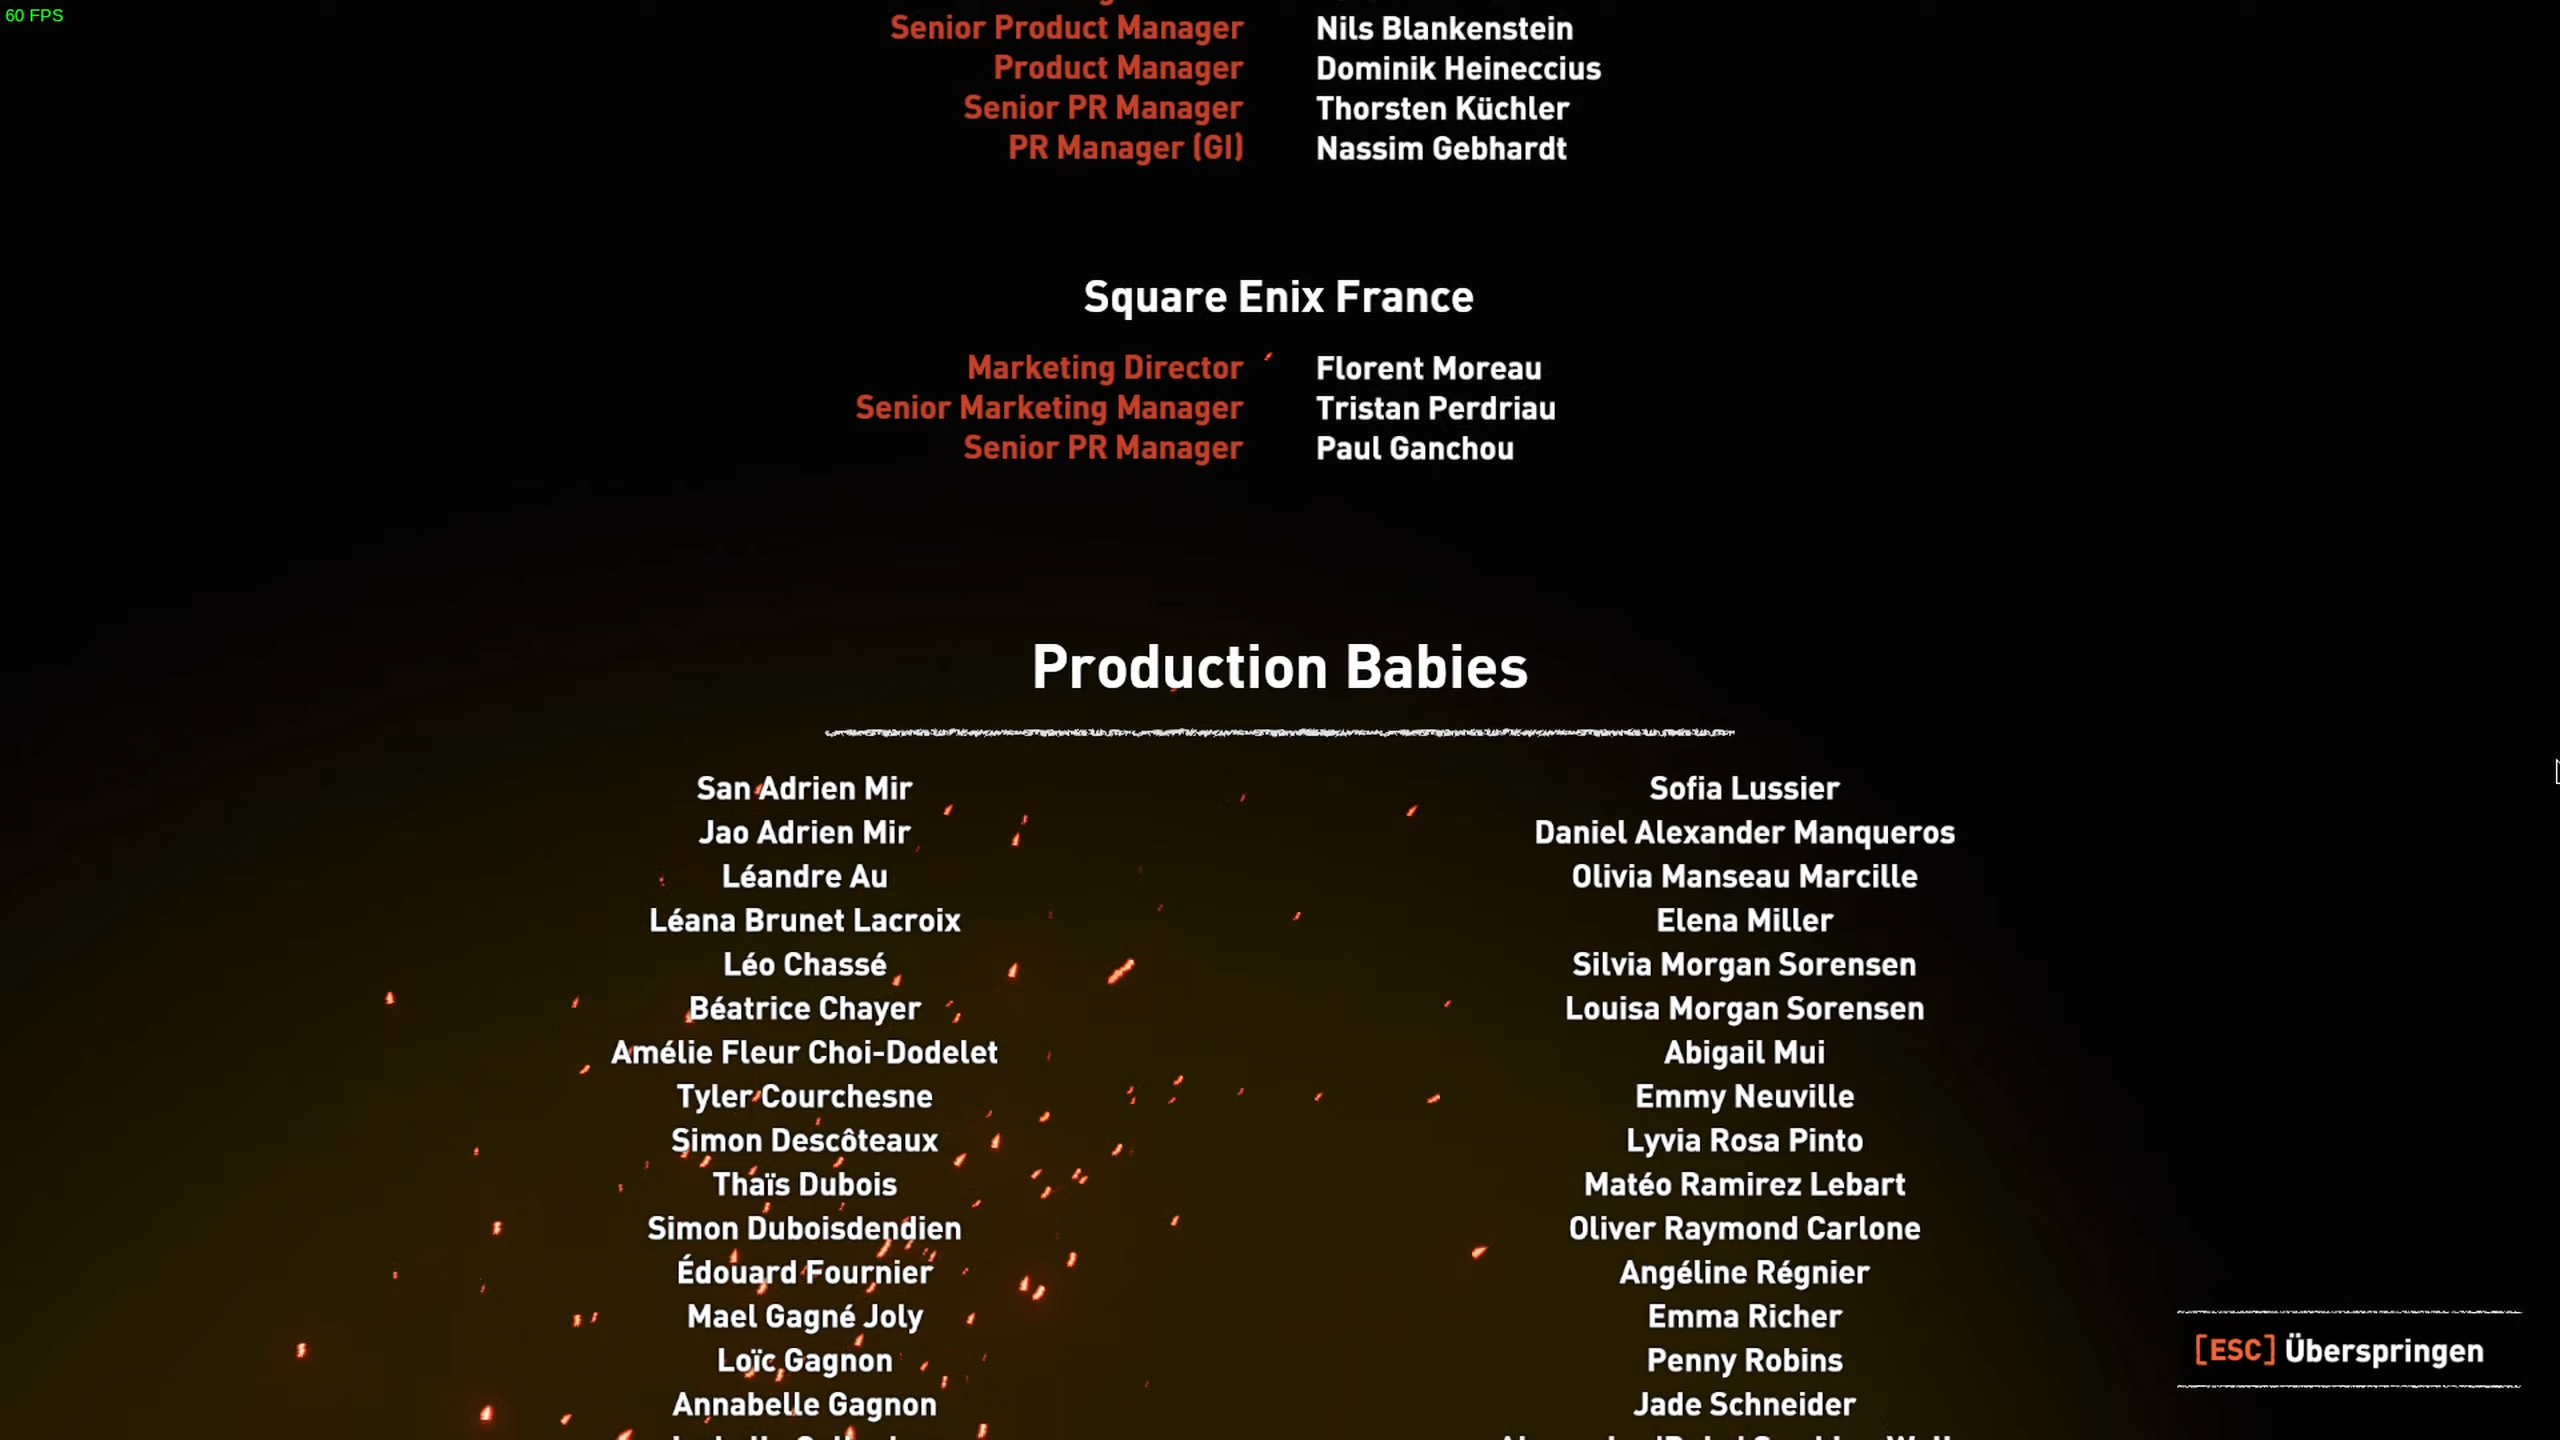 60 FPS
Senior Product Manager Nils Blankenstein
Product Manager Dominik Heineccius
Senior PR Manager Thorsten Küchler
PR Manager (GI) Nassim Gebhardt
Square Enix France
Marketing Director Florent Moreau
Senior Marketing Manager Tristan Perdriau
Senior PR Manager Paul Ganchou
Production Babies
San Adrien Mir
Jao Adrien Mir
Léandre Au
Léana Brunet Lacroix
Léo Chassé
Béatrice Chayer
Amélie Fleur Choi-Dodelet
Tyler Courchesne
Simon Descôteaux
Thaïs Dubois
Simon Duboisdendien
Édouard Fournier
Mael Gagné Joly
Loïc Gagnon
Annabelle Gagnon
Sofia Lussier
Daniel Alexander Manqueros
Olivia Manseau Marcille
Elena Miller
Silvia Morgan Sorensen
Louisa Morgan Sorensen
Abigail Mui
Emmy Neuville
Lyvia Rosa Pinto
Matéo Ramirez Lebart
Oliver Raymond Carlone
Angéline Régnier
Emma Richer
Penny Robins
Jade Schneider
[ESC] Überspringen